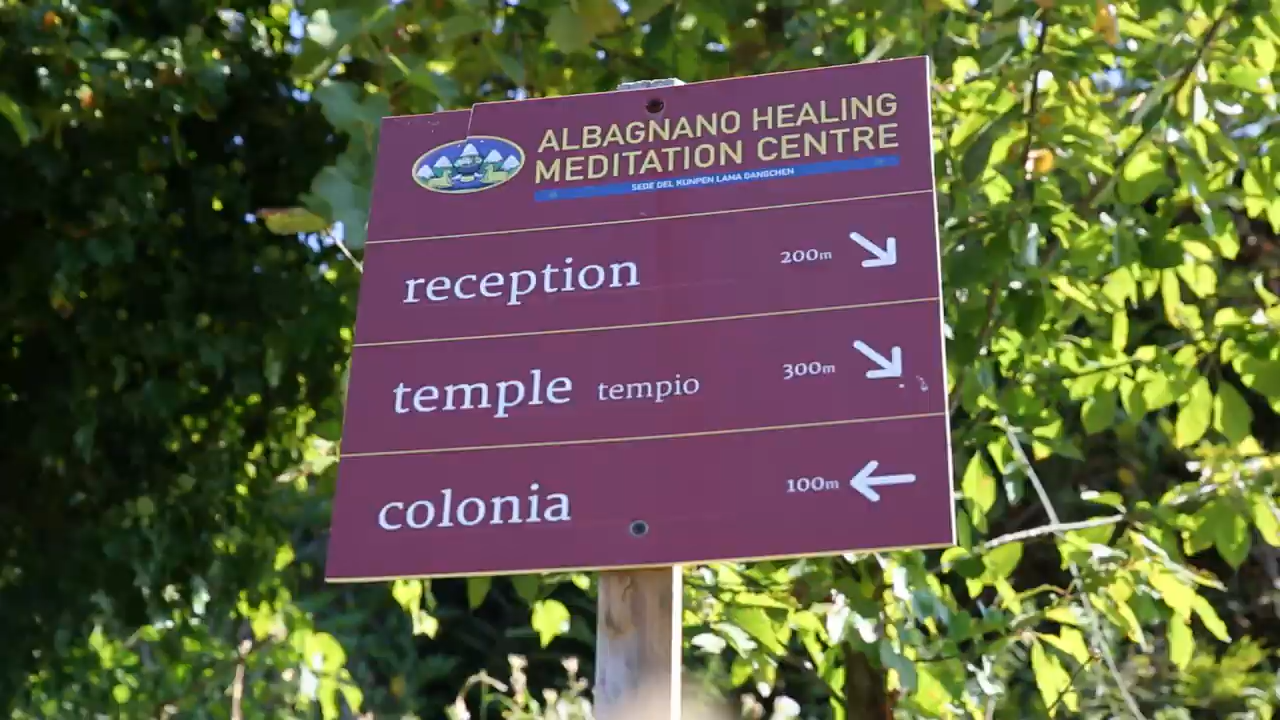 ALBAGNANO HEALING
MEDITATION CENTRE
SEDE DEL KUNPEN LAMA GANGCHEN
reception 200m
temple tempio 300m
colonia 100m